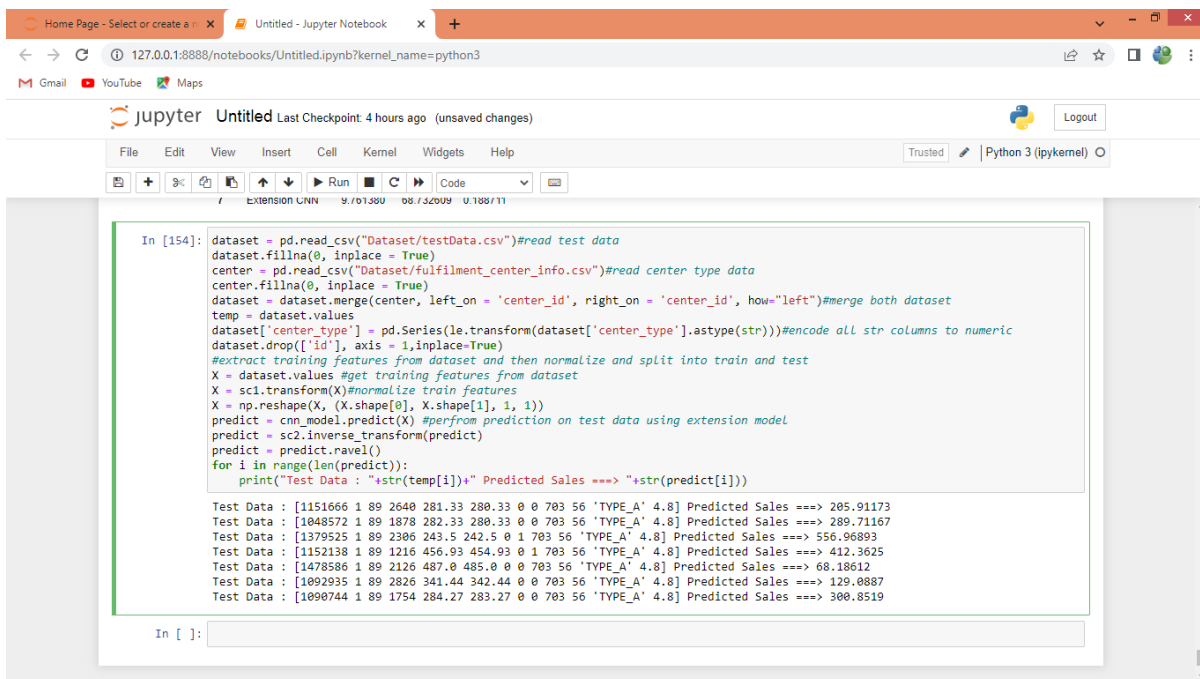 Home Page - Select or create a n
Untitled - Jupyter Notebook
127.0.0.1:8888/notebooks/Untitled.ipynb?kernel_name=python3
Gmail YouTube Maps
jupyter Untitled Last Checkpoint: 4 hours ago (unsaved changes)
Logout
File Edit View Insert Cell Kernel Widgets Help
Trusted Python 3 (ipykernel)
Run Code
7 Extension CNN 9.761380 68.732609 0.188711
In [154]: dataset = pd.read_csv("Dataset/testData.csv")#read test data
dataset.fillna(0, inplace = True)
center = pd.read_csv("Dataset/fulfilment_center_info.csv")#read center type data
center.fillna(0, inplace = True)
dataset = dataset.merge(center, left_on = 'center_id', right_on = 'center_id', how="left")#merge both dataset
temp = dataset.values
dataset['center_type'] = pd.Series(le.transform(dataset['center_type'].astype(str)))#encode all str columns to numeric
dataset.drop(['id'], axis = 1,inplace=True)
#extract training features from dataset and then normalize and split into train and test
X = dataset.values #get training features from dataset
X = sc1.transform(X)#normalize train features
X = np.reshape(X, (X.shape[0], X.shape[1], 1, 1))
predict = cnn_model.predict(X) #perfrom prediction on test data using extension model
predict = sc2.inverse_transform(predict)
predict = predict.ravel()
for i in range(len(predict)):
    print("Test Data : "+str(temp[i])+" Predicted Sales ===> "+str(predict[i]))
Test Data : [1151666 1 89 2640 281.33 280.33 0 0 703 56 'TYPE_A' 4.8] Predicted Sales ===> 205.91173
Test Data : [1048572 1 89 1878 282.33 280.33 0 0 703 56 'TYPE_A' 4.8] Predicted Sales ===> 289.71167
Test Data : [1379525 1 89 2306 243.5 242.5 0 1 703 56 'TYPE_A' 4.8] Predicted Sales ===> 556.96893
Test Data : [1152138 1 89 1216 456.93 454.93 0 1 703 56 'TYPE_A' 4.8] Predicted Sales ===> 412.3625
Test Data : [1478586 1 89 2126 487.0 485.0 0 0 703 56 'TYPE_A' 4.8] Predicted Sales ===> 68.18612
Test Data : [1092935 1 89 2826 341.44 342.44 0 0 703 56 'TYPE_A' 4.8] Predicted Sales ===> 129.0887
Test Data : [1090744 1 89 1754 284.27 283.27 0 0 703 56 'TYPE_A' 4.8] Predicted Sales ===> 300.8519
In [ ]: